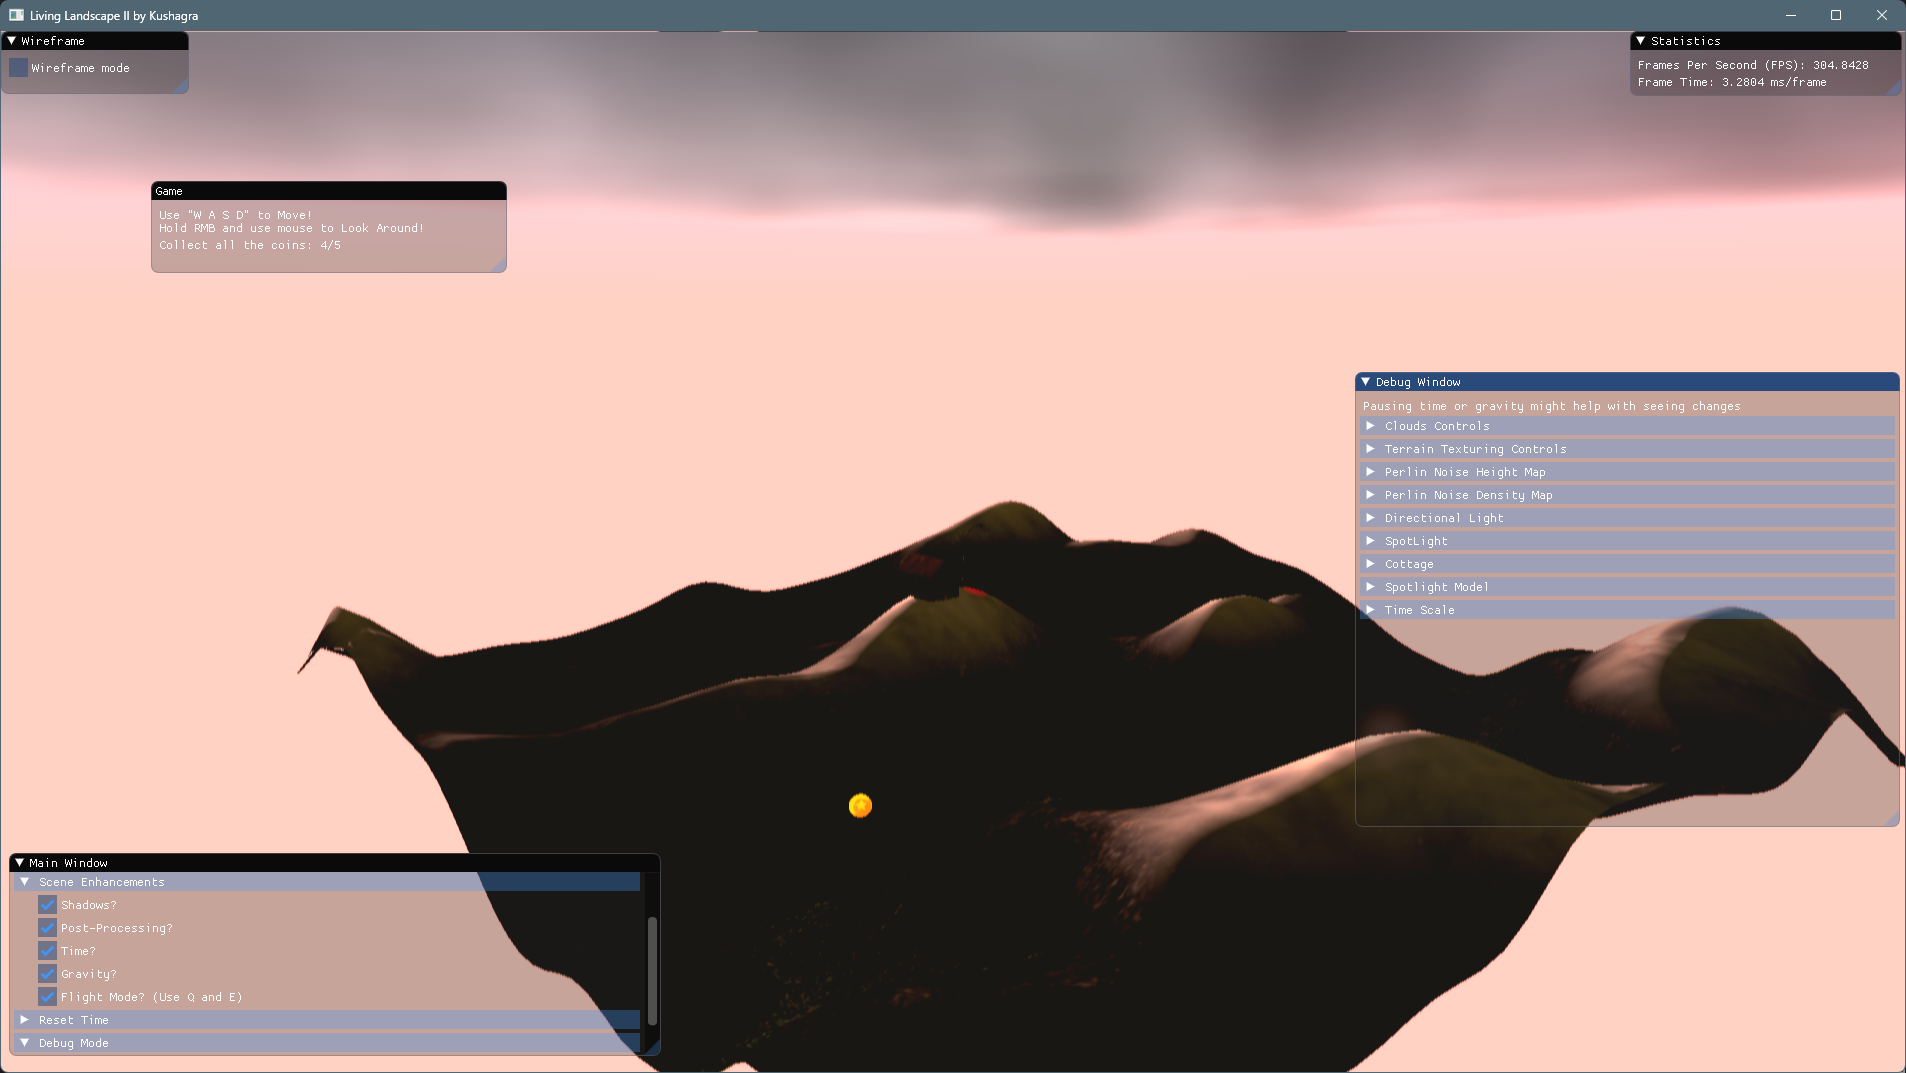 Living Landscape II by Kushagra
Wireframe
Wireframe mode
Statistics
Frames Per Second (FPS): 304.8428
Frame Time: 3.2804 ms/frame
Game
Use "W A S D" to Move!
Hold RMB and use mouse to Look Around!
Collect all the coins: 4/5
Debug Window
Pausing time or gravity might help with seeing changes
Clouds Controls
Terrain Texturing Controls
Perlin Noise Height Map
Perlin Noise Density Map
Directional Light
SpotLight
Cottage
Spotlight Model
Time Scale
Main Window
Scene Enhancements
Shadows?
Post-Processing?
Time?
Gravity?
Flight Mode? (Use Q and E)
Reset Time
Debug Mode